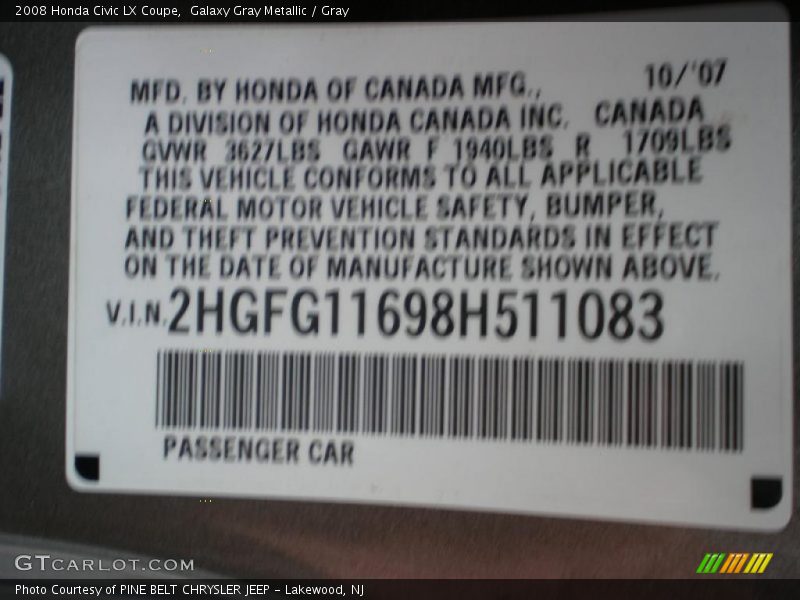 2008 Honda Civic LX Coupe,  Galaxy Gray Metallic / Gray
MFD. BY HONDA OF CANADA MFG., 10/'07
A DIVISION OF HONDA CANADA INC. CANADA
GVWR 3627LBS GAWR F 1940LBS R 1709LBS
THIS VEHICLE CONFORMS TO ALL APPLICABLE
FEDERAL MOTOR VEHICLE SAFETY, BUMPER,
AND THEFT PREVENTION STANDARDS IN EFFECT
ON THE DATE OF MANUFACTURE SHOWN ABOVE.
V.I.N. 2HGFG11698H511083
PASSENGER CAR
GTCARLOT.COM
Photo Courtesy of PINE BELT CHRYSLER JEEP - Lakewood, NJ